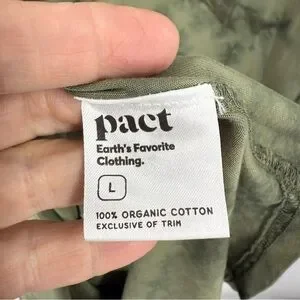 pact
Earth's Favorite
Clothing.
L
100% ORGANIC COTTON
EXCLUSIVE OF TRIM